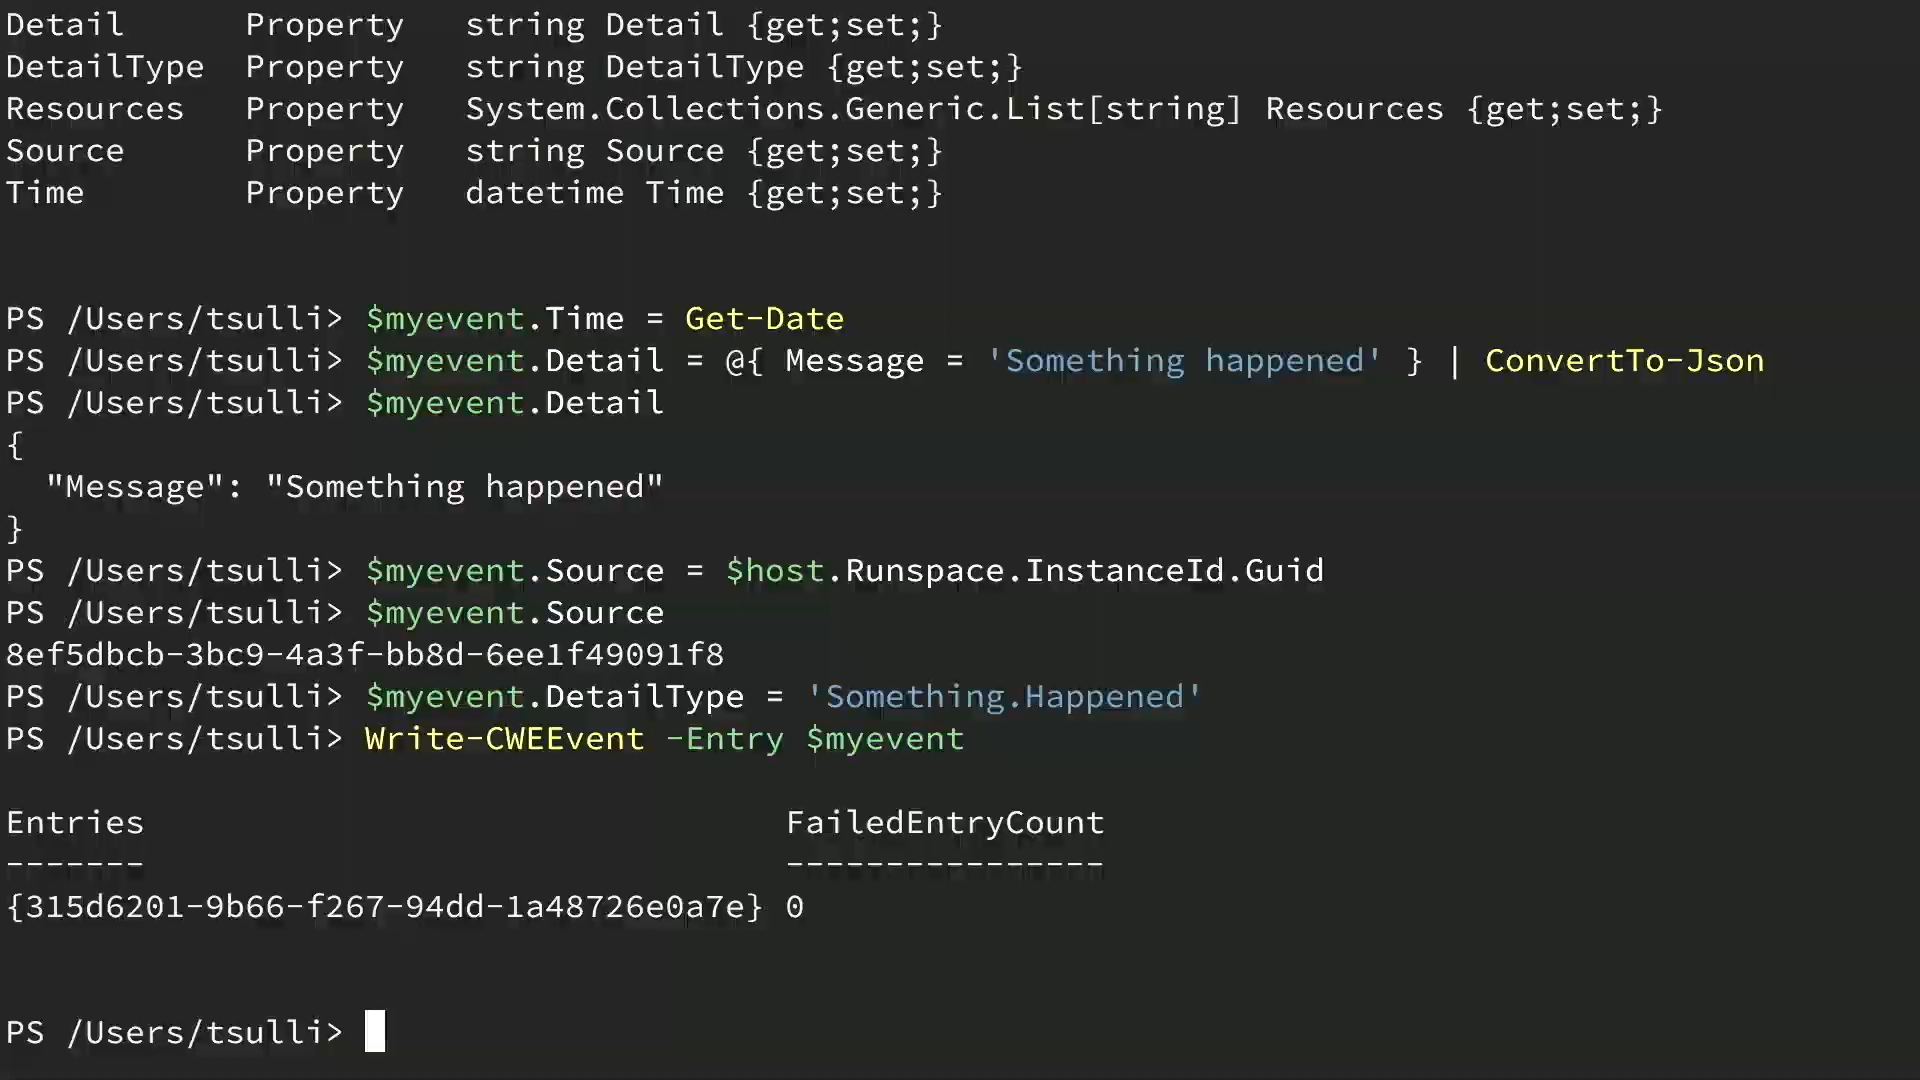 Detail      Property   string Detail {get;set;}
DetailType  Property   string DetailType {get;set;}
Resources   Property   System.Collections.Generic.List[string] Resources {get;set;}
Source      Property   string Source {get;set;}
Time        Property   datetime Time {get;set;}
PS /Users/tsulli> $myevent.Time = Get-Date
PS /Users/tsulli> $myevent.Detail = @{ Message = 'Something happened' } | ConvertTo-Json
PS /Users/tsulli> $myevent.Detail
{
  "Message": "Something happened"
}
PS /Users/tsulli> $myevent.Source = $host.Runspace.InstanceId.Guid
PS /Users/tsulli> $myevent.Source
8ef5dbcb-3bc9-4a3f-bb8d-6ee1f49091f8
PS /Users/tsulli> $myevent.DetailType = 'Something.Happened'
PS /Users/tsulli> Write-CWEEvent -Entry $myevent
Entries                                FailedEntryCount
-------                                ----------------
{315d6201-9b66-f267-94dd-1a48726e0a7e} 0
PS /Users/tsulli>